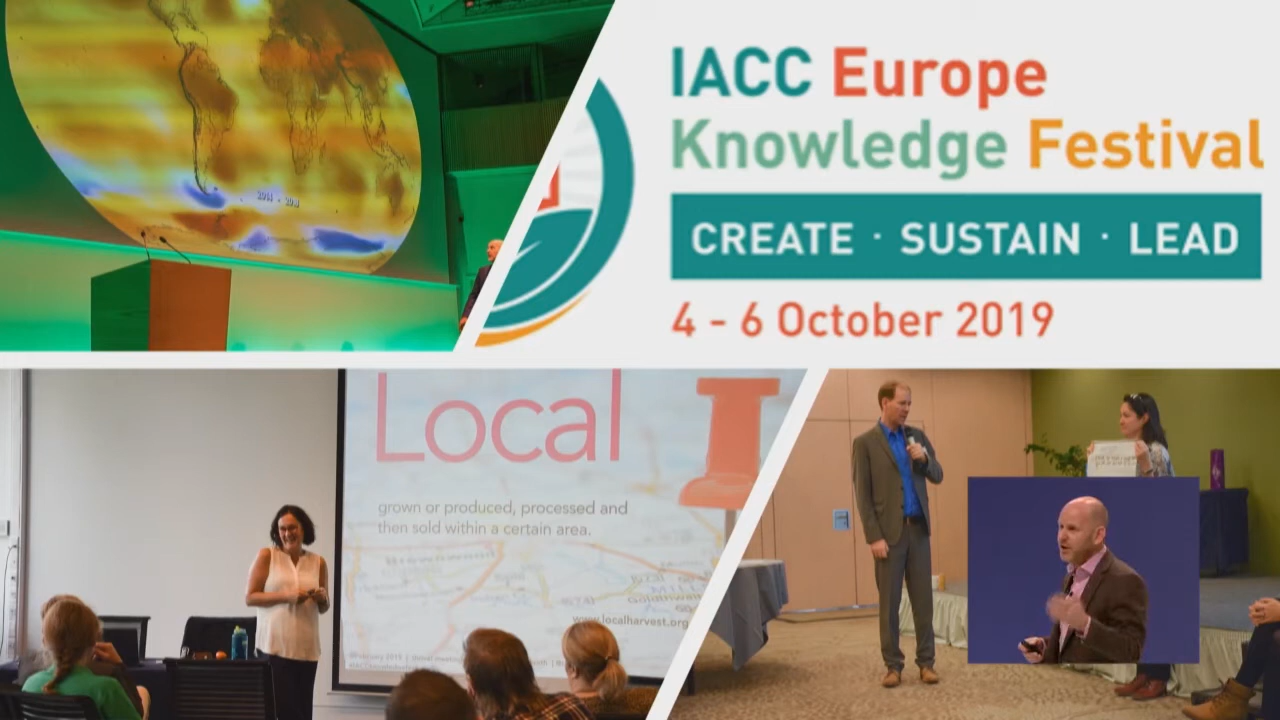 IACC Europe
Knowledge Festival
CREATE · SUSTAIN · LEAD
4 - 6 October 2019
Local
grown or produced, processed and
then sold within a certain area.
www.localharvest.org